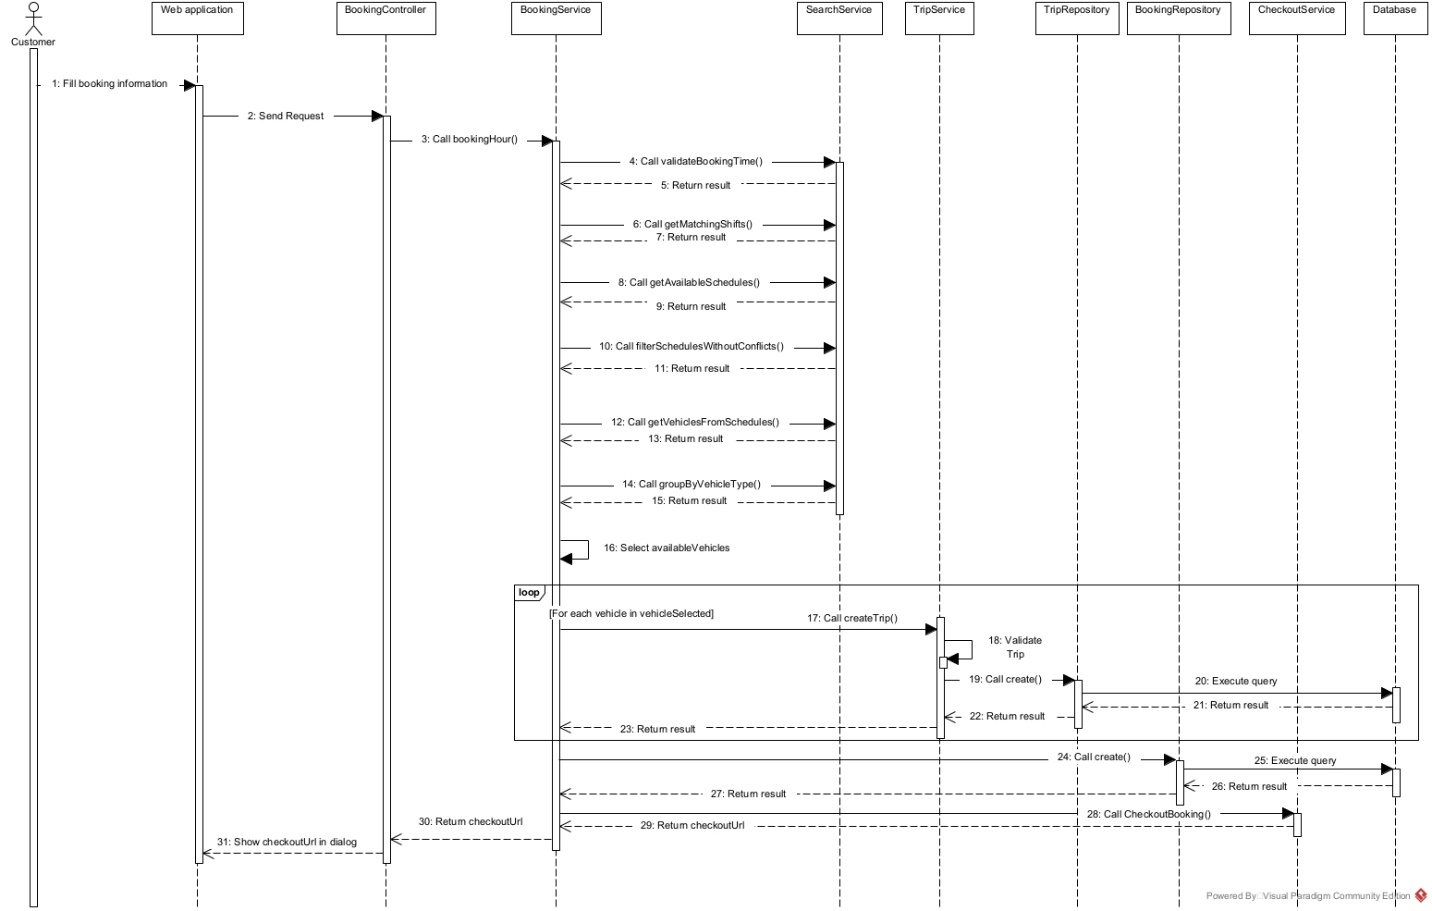 Web application
BookingController
BookingService
SearchService
TripService
TripRepository
BookingRepository
CheckoutService
Database
Customer
1: Fill booking information
2: Send Request
3: Call bookingHour()
4: Call validateBookingTime()
5: Return result
6: Call getMatchingShifts()
7: Return result
8: Call getAvailableSchedules()
9: Return result
10: Call filterSchedulesWithoutConflicts()
11: Return result
12: Call getVehiclesFromSchedules()
13: Return result
14: Call groupByVehicleType()
15: Return result
16: Select availableVehicles
loop
[For each vehicle in vehicleSelected]
17: Call createTrip()
18: Validate
Trip
19: Call create()
20: Execute query
21: Return result
22: Return result
23: Return result
24: Call create()
25: Execute query
26: Return result
27: Return result
28: Call CheckoutBooking()
29: Return checkoutUrl
30: Return checkoutUrl
31: Show checkoutUrl in dialog
Powered By Visual Paradigm Community Edition